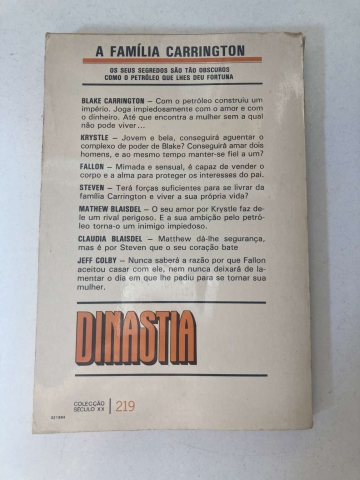 A FAMÍLIA CARRINGTON
OS SEUS SEGREDOS SÃO TÃO OBSCUROS
COMO O PETRÓLEO QUE LHES DEU FORTUNA
BLAKE CARRINGTON — Com o petróleo construiu um
império. Joga impiedosamente com o amor e com
o dinheiro. Até que encontra a mulher sem a qual
não pode viver...
KRYSTLE — Jovem e bela, conseguirá aguentar o
complexo de poder de Blake? Conseguirá amar dois
homens, e ao mesmo tempo manter-se fiel a um?
FALLON — Mimada e sensual, é capaz de vender o
corpo e a alma para proteger os interesses do pai.
STEVEN — Terá forças suficientes para se livrar da
família Carrington e viver a sua própria vida?
MATHEW BLAISDEL — O seu amor por Krystle faz de-
le um rival perigoso. E a sua ambição pelo petró-
leo torna-o um inimigo impiedoso.
CLAUDIA BLAISDEL — Matthew dá-lhe segurança,
mas é por Steven que o seu coração bate
JEFF COLBY — Nunca saberá a razão por que Fallon
aceitou casar com ele, nem nunca deixará de la-
mentar o dia em que lhe pediu para se tornar sua
mulher.
DINASTIA
COLECÇÃO
SÉCULO XX
219